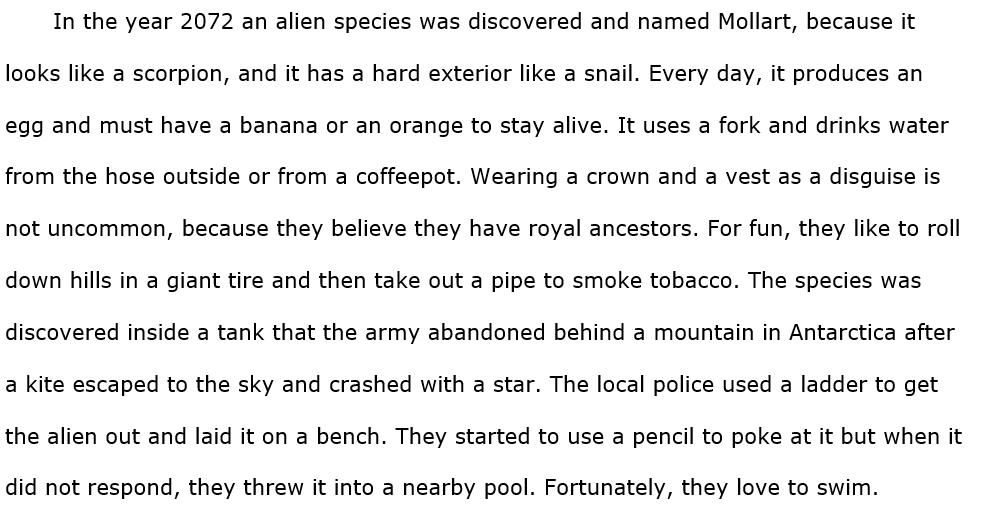 In the year 2072 an alien species was discovered and named Mollart, because it
looks like a scorpion, and it has a hard exterior like a snail. Every day, it produces an
egg and must have a banana or an orange to stay alive. It uses a fork and drinks water
from the hose outside or from a coffeepot. Wearing a crown and a vest as a disguise is
not uncommon, because they believe they have royal ancestors. For fun, they like to roll
down hills in a giant tire and then take out a pipe to smoke tobacco. The species was
discovered inside a tank that the army abandoned behind a mountain in Antarctica after
a kite escaped to the sky and crashed with a star. The local police used a ladder to get
the alien out and laid it on a bench. They started to use a pencil to poke at it but when it
did not respond, they threw it into a nearby pool. Fortunately, they love to swim.